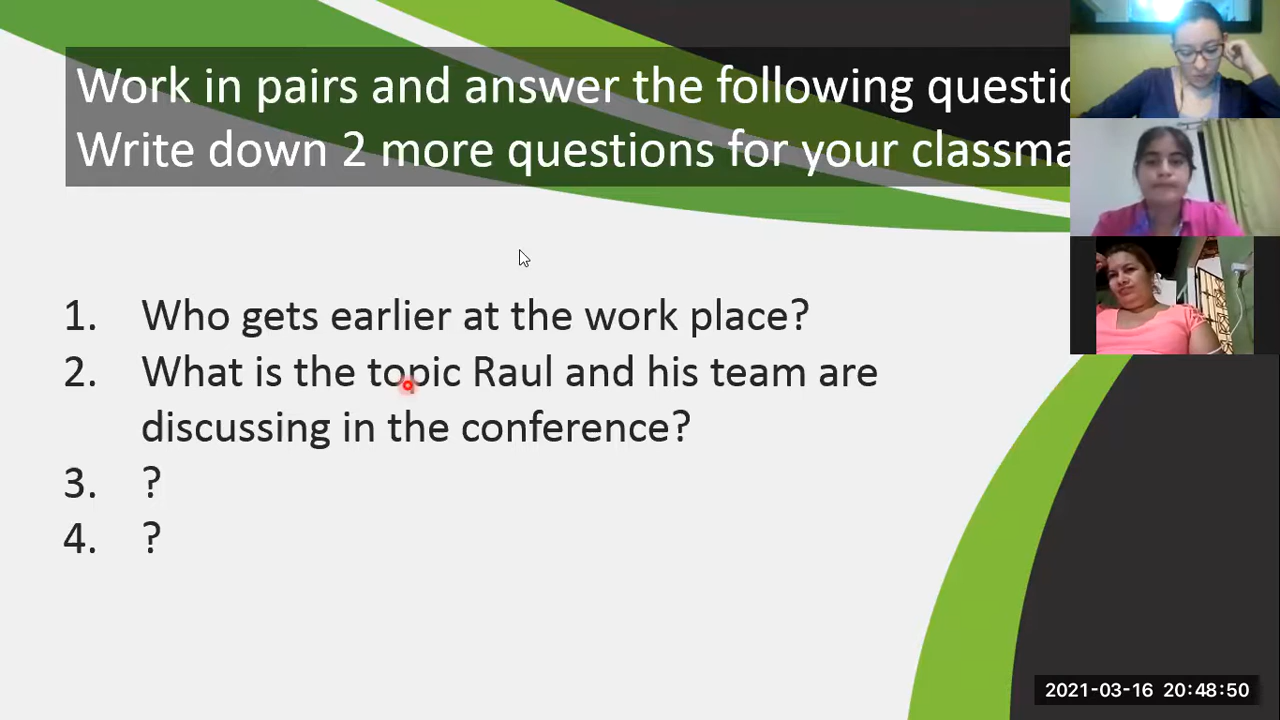 Work in pairs and answer the following questio
Write down 2 more questions for your classma
1. Who gets earlier at the work place?
2. What is the topic Raul and his team are
discussing in the conference?
3. ?
4. ?
2021-03-16 20:48:50